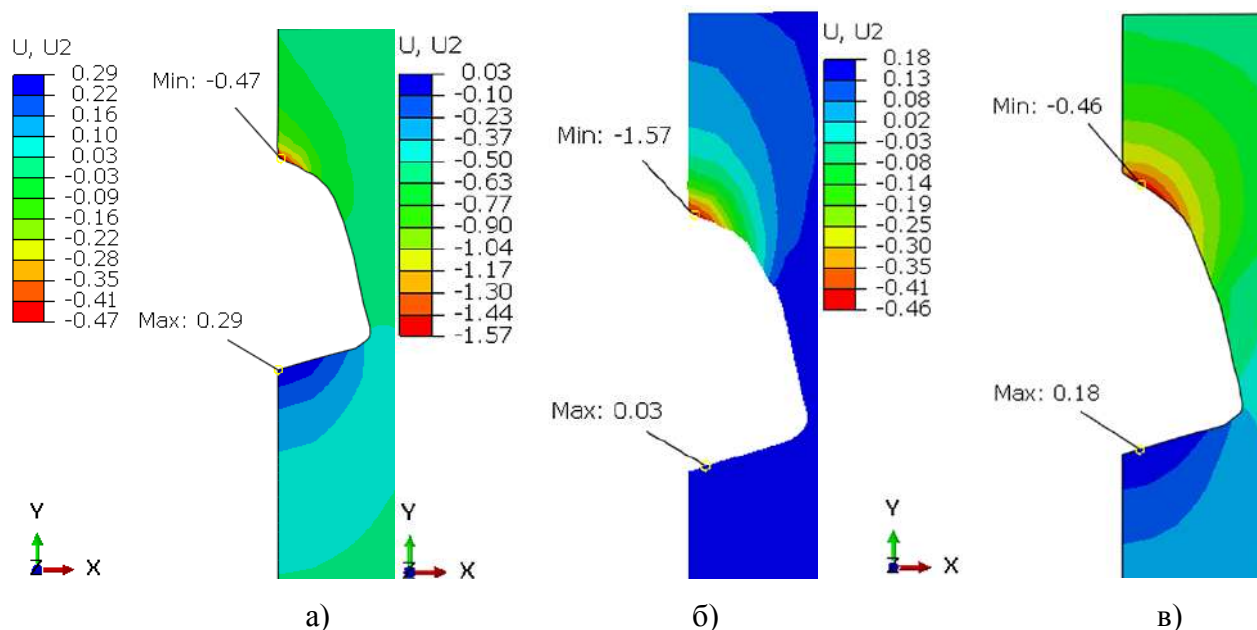 U, U2
0.29
0.22
0.16
0.10
0.03
-0.03
-0.09
-0.16
-0.22
-0.28
-0.35
-0.41
-0.47
Min: -0.47
Max: 0.29
Y
Z
X
а)
U, U2
0.03
-0.10
-0.23
-0.37
-0.50
-0.63
-0.77
-0.90
-1.04
-1.17
-1.30
-1.44
-1.57
Min: -1.57
Max: 0.03
Y
Z
X
б)
U, U2
0.18
0.13
0.08
0.02
-0.03
-0.08
-0.14
-0.19
-0.25
-0.30
-0.35
-0.41
-0.46
Min: -0.46
Max: 0.18
Y
Z
X
в)